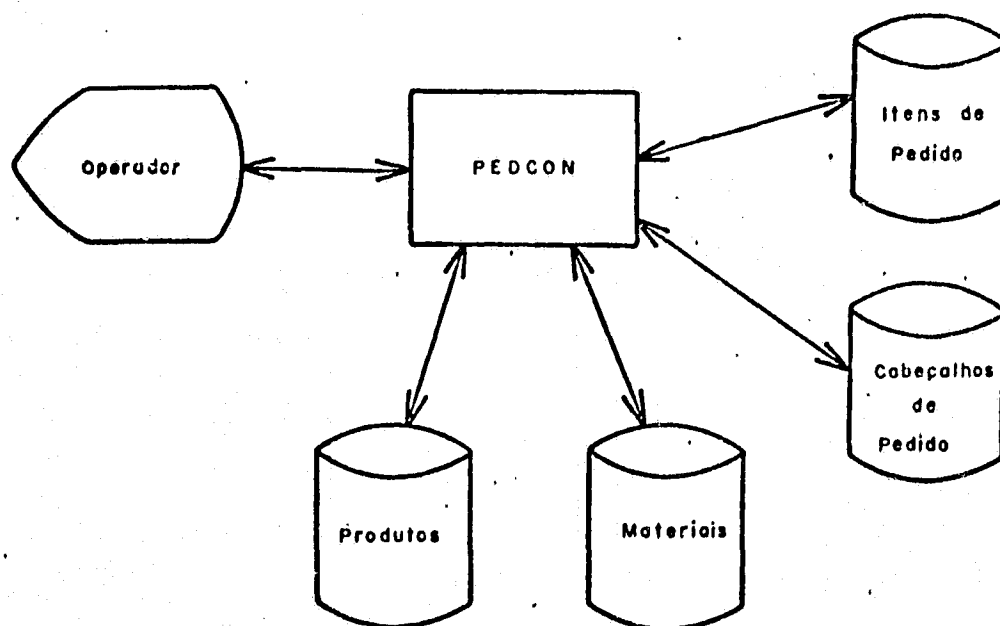 Operador
PEDCON
Itens de
Pedido
Cabeçalhos
de
Pedido
Produtos
Materiais